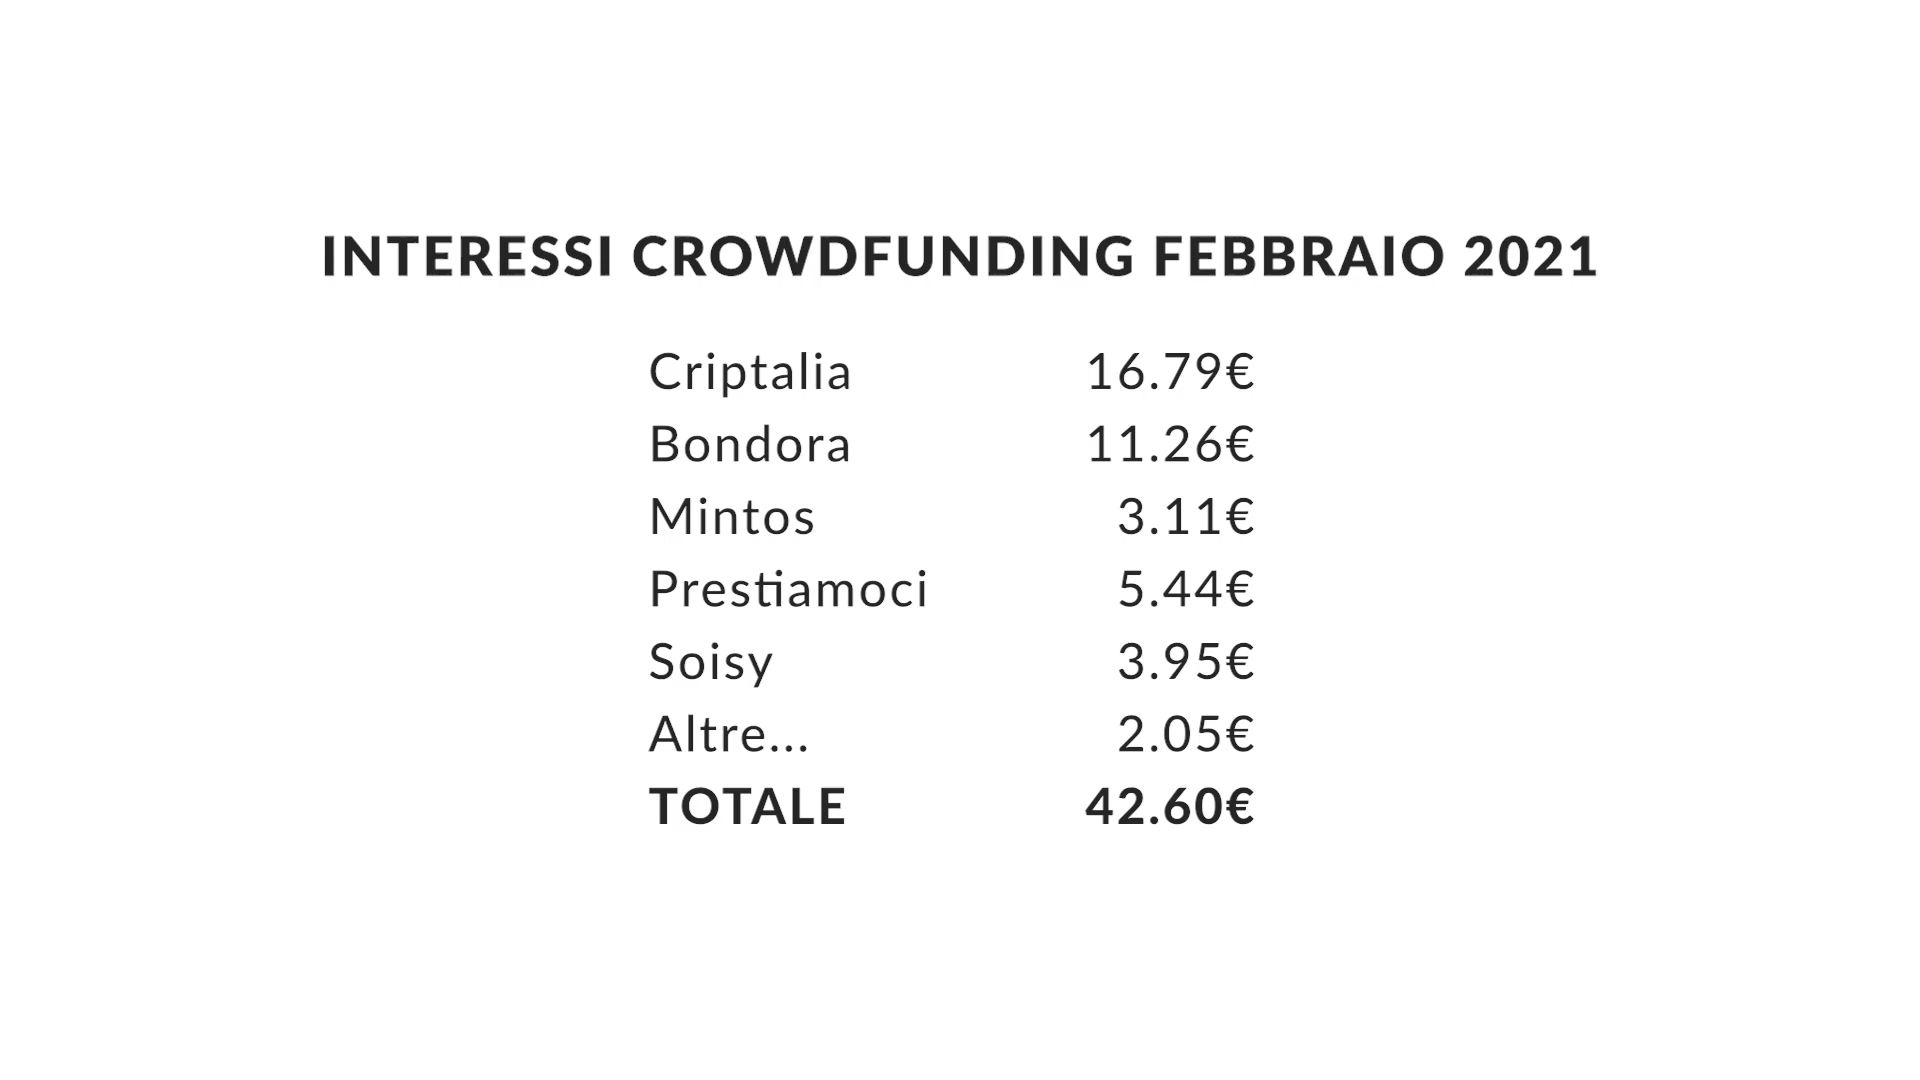 INTERESSI CROWDFUNDING FEBBRAIO 2021
Criptalia 16.79€
Bondora 11.26€
Mintos 3.11€
Prestiamoci 5.44€
Soisy 3.95€
Altre...  2.05€
TOTALE 42.60€